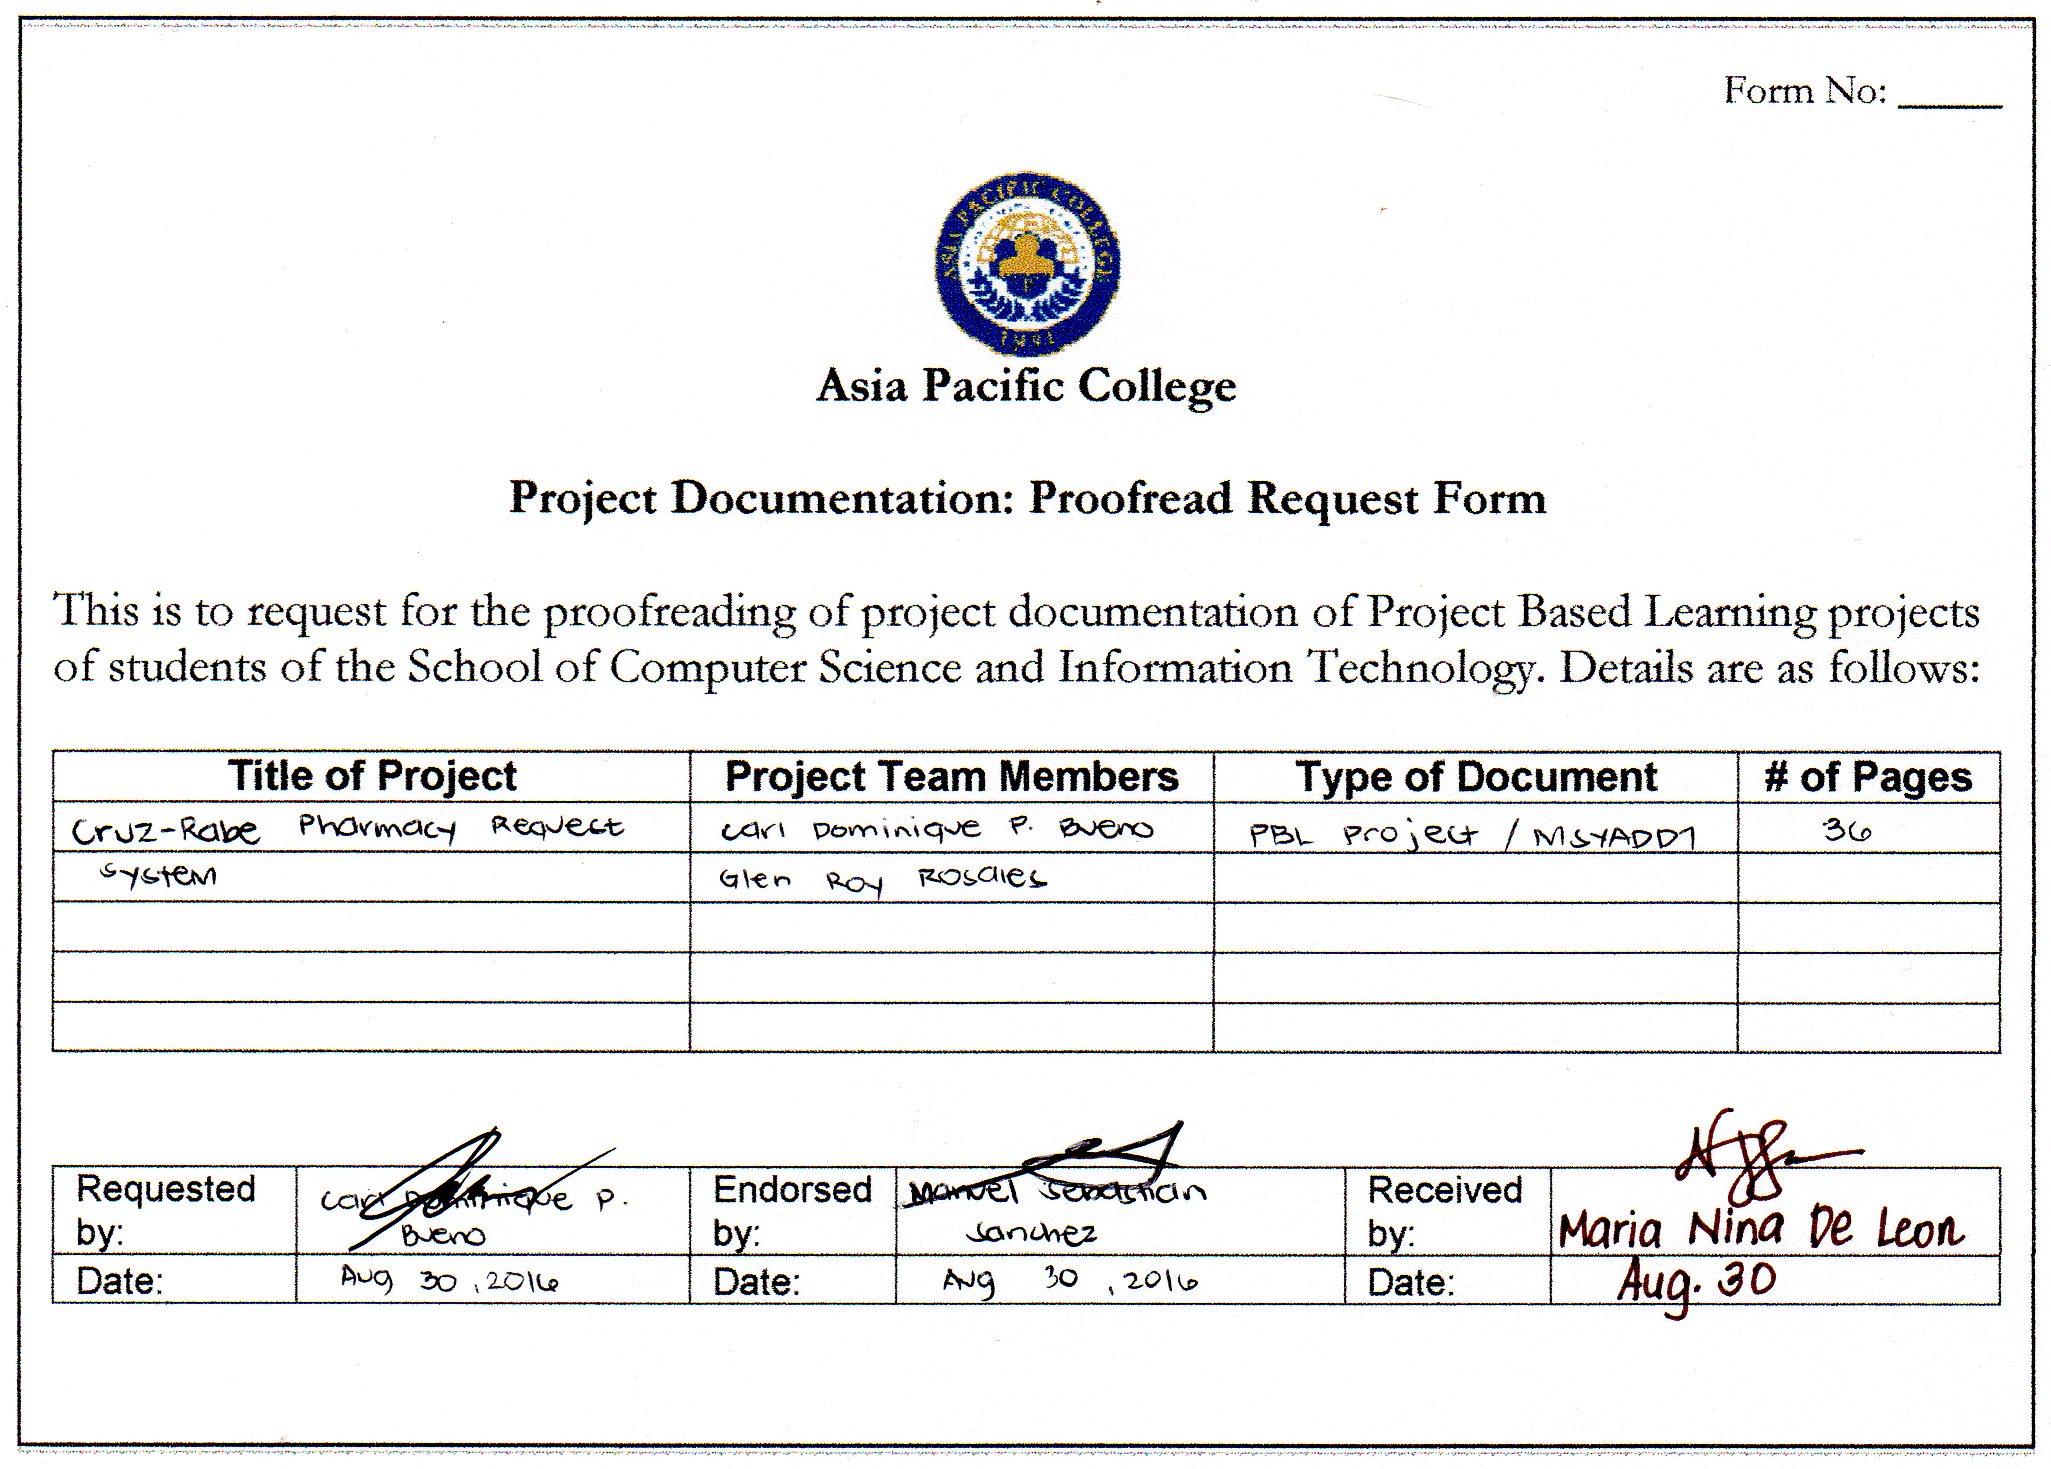 Form No: _____
ASIA PACIFIC COLLEGE
1991
Asia Pacific College
Project Documentation: Proofread Request Form
This is to request for the proofreading of project documentation of Project Based Learning projects
of students of the School of Computer Science and Information Technology. Details are as follows:
Title of Project Project Team Members Type of Document # of Pages
Cruz-Rabe Pharmacy Request Carl Dominique P. Bueno PBL Project / MSYADD1 36
System Glen Roy Rosales
Requested by: Carl Dominique P. Bueno Endorsed by: Manuel Sebastian Sanchez Received by: Maria Nina De Leon
Date: Aug 30, 2016 Date: Aug 30, 2016 Date: Aug. 30